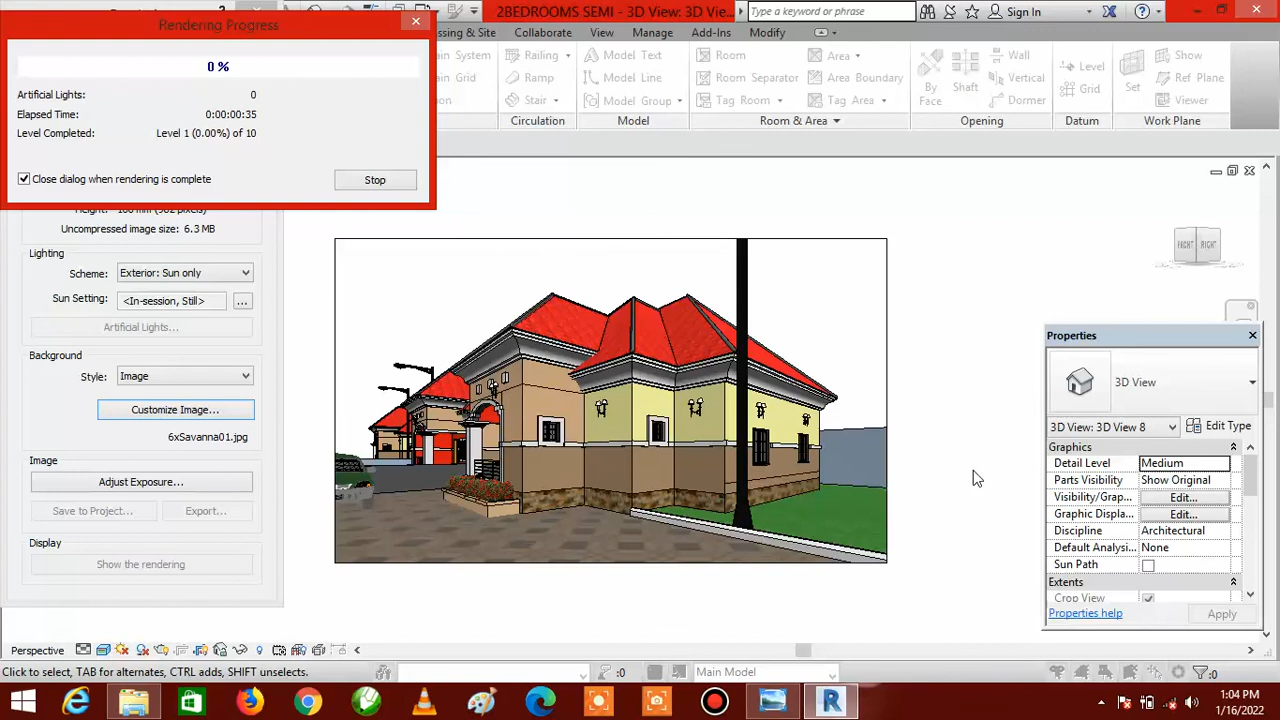 Rendering Progress
2BEDROOMS SEMI - 3D View: 3D Vie...
Type a keyword or phrase
Sign In
0 %
Artificial Lights: 0
Elapsed Time: 0:00:00:35
Level Completed: Level 1 (0.00%) of 10
Close dialog when rendering is complete
Stop
Collaborate View Manage Add-Ins Modify
Railing Model Text Room Area Wall Show
Ramp Model Line Room Separator Area Boundary Vertical Level Ref Plane
Stair Model Group Tag Room Tag Area By Face Shaft Dormer Grid Set Viewer
Circulation Model Room & Area Opening Datum Work Plane
Uncompressed image size: 6.3 MB
Lighting
Scheme: Exterior: Sun only
Sun Setting: <In-session, Still> ...
Artificial Lights...
Background
Style: Image
Customize Image...
6xSavanna01.jpg
Image
Adjust Exposure...
Save to Project... Export...
Display
Show the rendering
FRONT RIGHT
Properties
3D View
3D View: 3D View 8 Edit Type
Graphics
Detail Level Medium
Parts Visibility Show Original
Visibility/Grap... Edit...
Graphic Displa... Edit...
Discipline Architectural
Default Analysi... None
Sun Path
Extents
Crop View
Properties help Apply
Perspective
Click to select, TAB for alternates, CTRL adds, SHIFT unselects.
:0
Main Model
:0
1:04 PM
1/16/2022